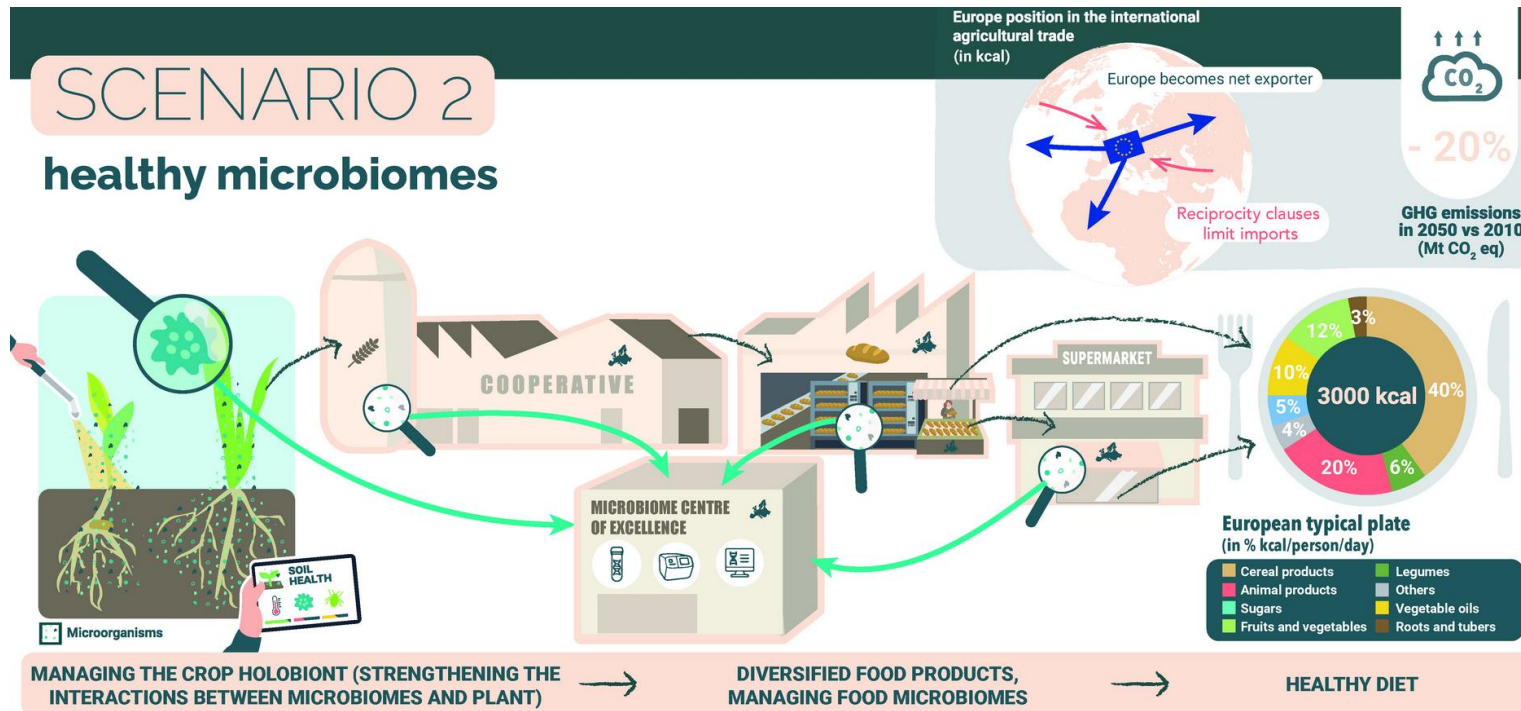 SCENARIO 2
healthy microbiomes
Europe position in the international
agricultural trade
(in kcal)
Europe becomes net exporter
Reciprocity clauses
limit imports
CO2
- 20%
GHG emissions
in 2050 vs 2010
(Mt CO2 eq)
COOPERATIVE
SUPERMARKET
MICROBIOME CENTRE
OF EXCELLENCE
SOIL
HEALTH
Microorganisms
3%
12%
10%
5%
4%
20%
6%
40%
3000 kcal
European typical plate
(in % kcal/person/day)
Cereal products
Animal products
Sugars
Fruits and vegetables
Legumes
Others
Vegetable oils
Roots and tubers
MANAGING THE CROP HOLOBIONT (STRENGTHENING THE
INTERACTIONS BETWEEN MICROBIOMES AND PLANT)
DIVERSIFIED FOOD PRODUCTS,
MANAGING FOOD MICROBIOMES
HEALTHY DIET